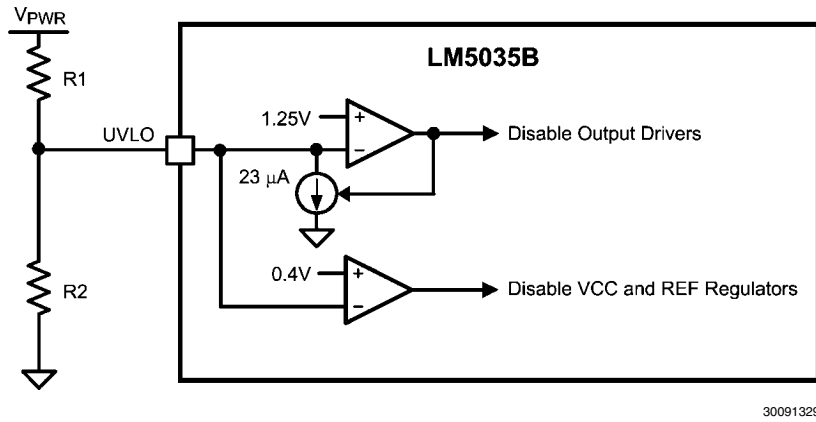 VPWR
LM5035B
R1
1.25V
+
−
Disable Output Drivers
UVLO
23 μA
0.4V
+
−
Disable VCC and REF Regulators
R2
30091329